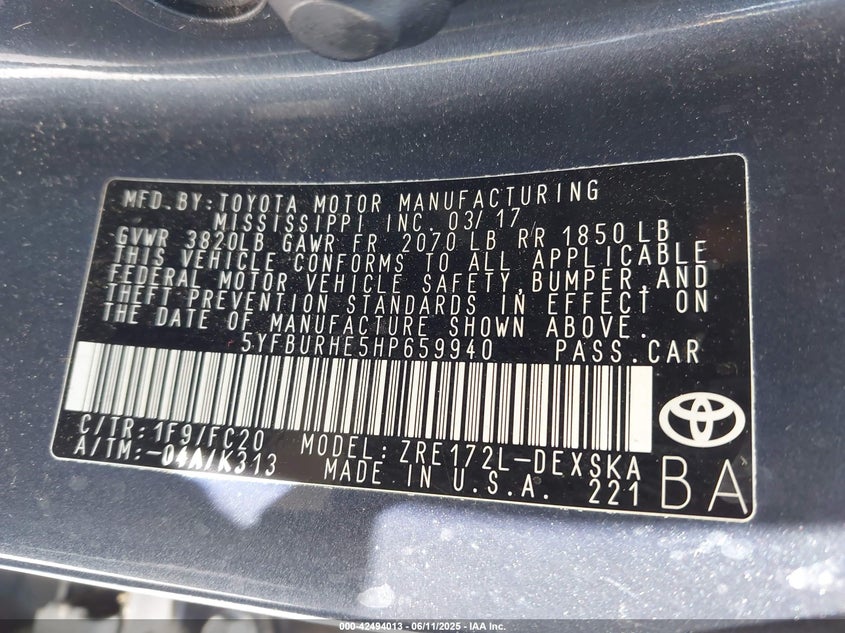 MFD.BY:TOYOTA MOTOR MANUFACTURING
MISSISSIPPI INC. 03/17
GVWR 3820LB GAWR FR 2070 LB RR 1850 LB
THIS VEHICLE CONFORMS TO ALL APPLICABLE
FEDERAL MOTOR VEHICLE SAFETY,BUMPER,AND
THEFT PREVENTION STANDARDS IN EFFECT ON
THE DATE OF MANUFACTURE SHOWN ABOVE.
5YFBURHE5HP659940 PASS.CAR
C/TR:1F9/FC20 MODEL:ZRE172L-DEXSKA
A/TM:-04A/K313 MADE IN U.S.A. 221
BA
000-42494013 - 06/11/2025 - IAA Inc.